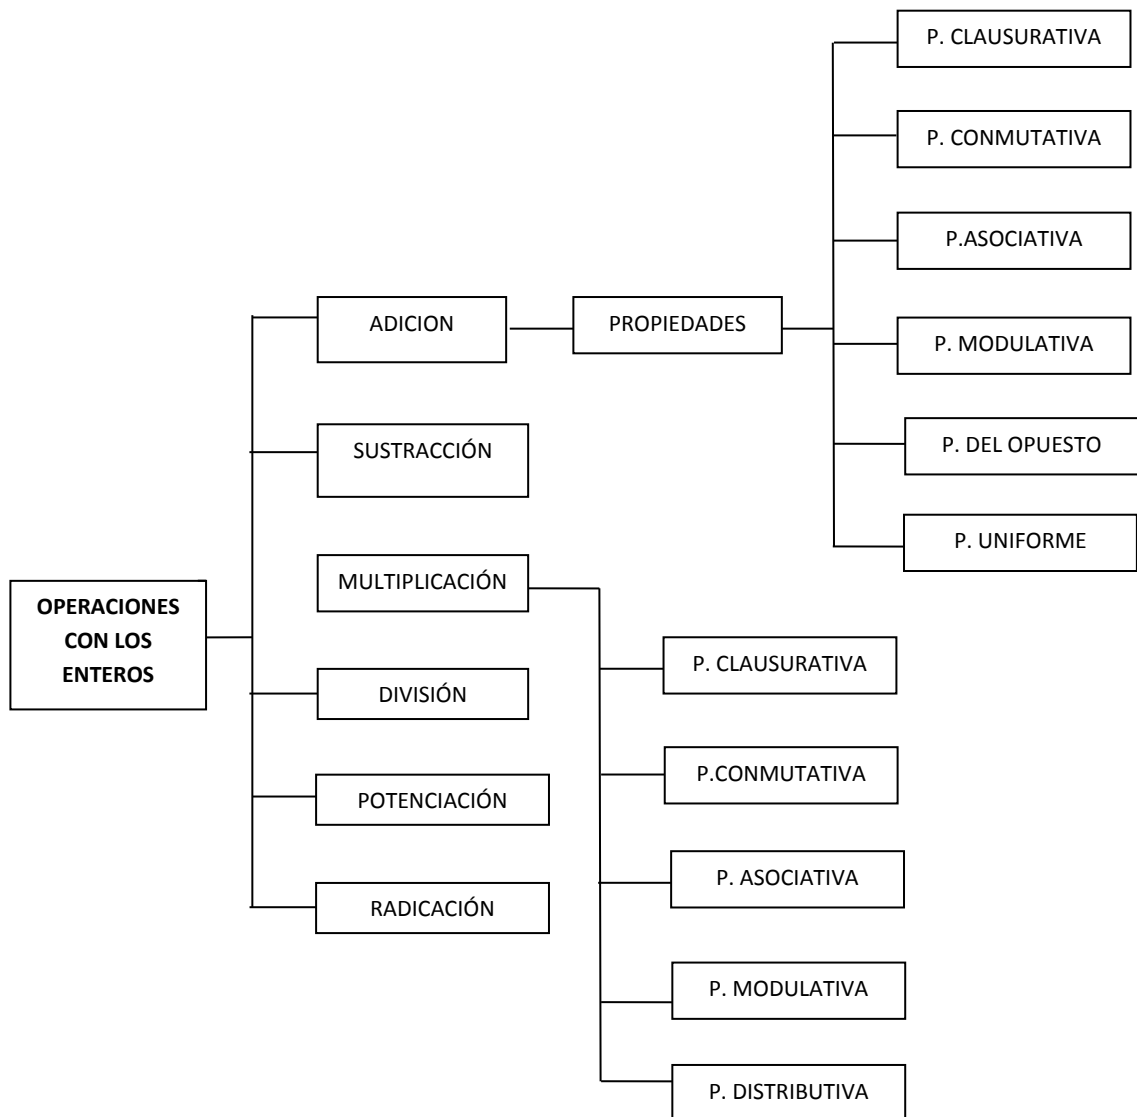 P. CLAUSURATIVA
P. CONMUTATIVA
P.ASOCIATIVA
ADICION
PROPIEDADES
P. MODULATIVA
SUSTRACCIÓN
P. DEL OPUESTO
P. UNIFORME
MULTIPLICACIÓN
OPERACIONES
CON LOS
ENTEROS
P. CLAUSURATIVA
DIVISIÓN
P.CONMUTATIVA
POTENCIACIÓN
P. ASOCIATIVA
RADICACIÓN
P. MODULATIVA
P. DISTRIBUTIVA